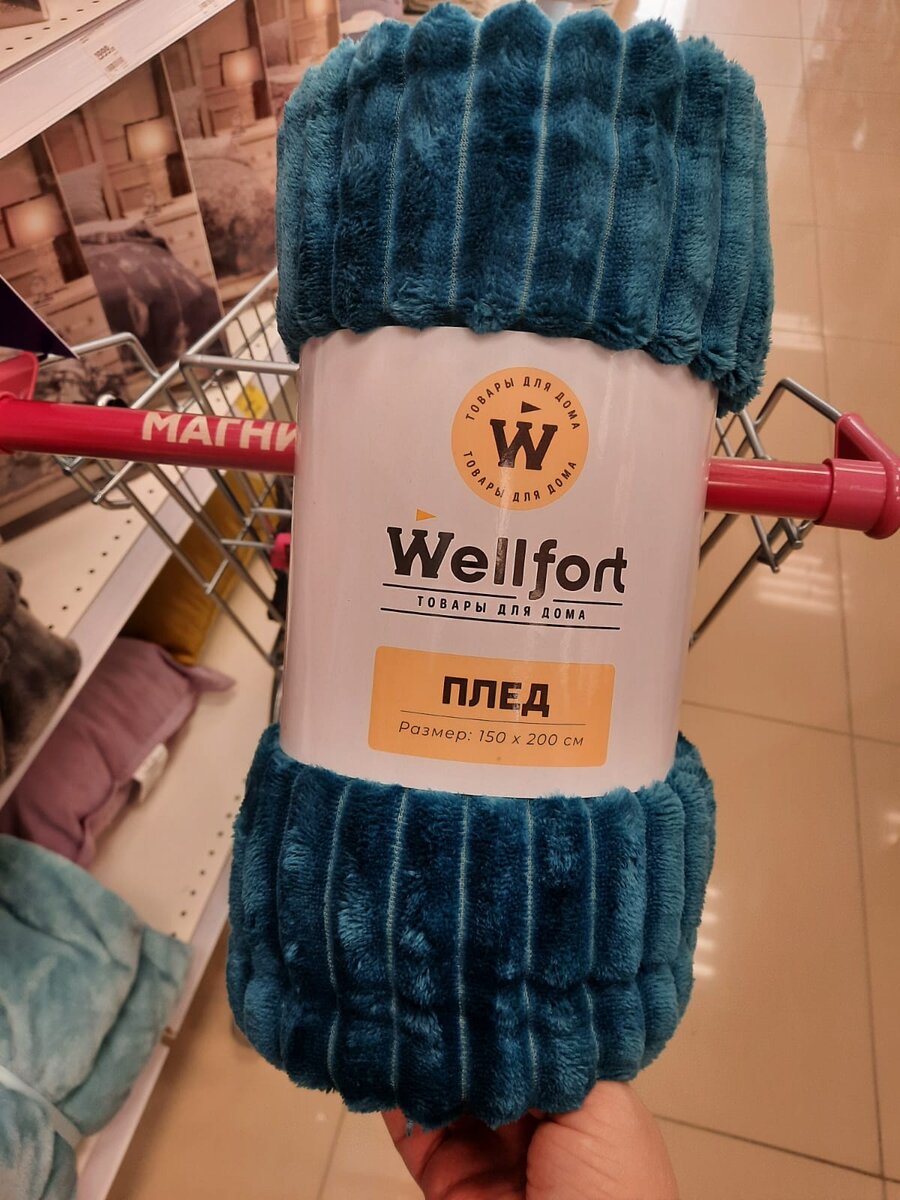 ТОВАРЫ ДЛЯ ДОМА
W
ТОВАРЫ ДЛЯ ДОМА
Wellfort
ТОВАРЫ ДЛЯ ДОМА
ПЛЕД
Размер: 150 х 200 см
МАГНИ